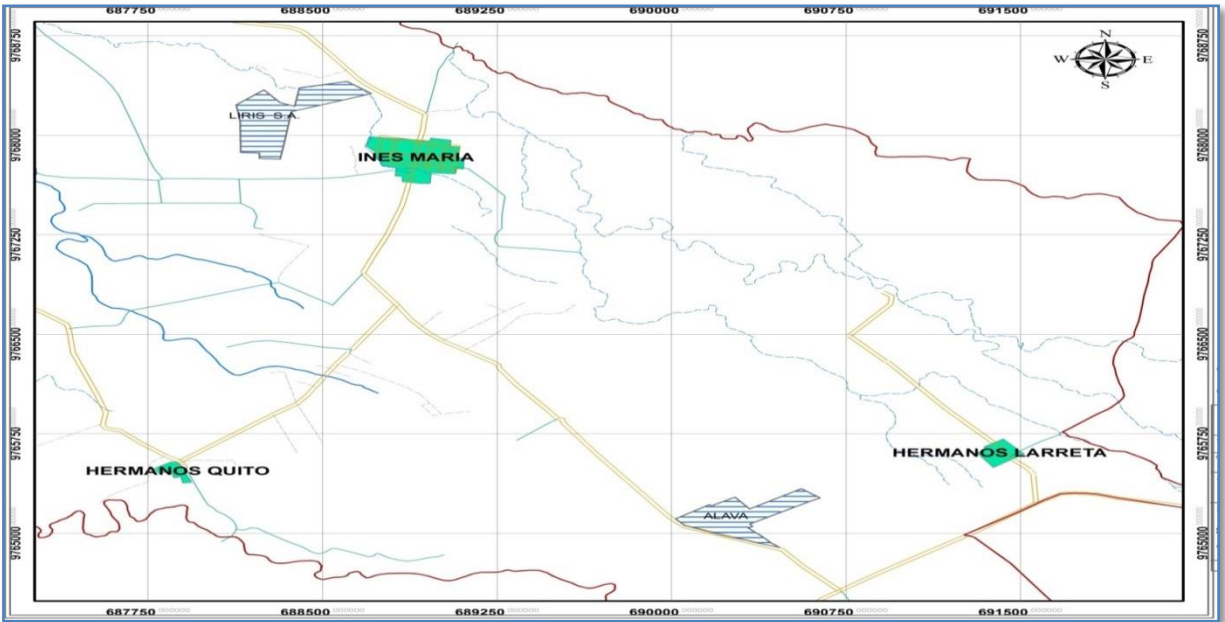 687750 688500 689250 690000 690750 691500
9768750 9768750
N
W E
S
LIRIS S.A.
9768000 9768000
INES MARIA
9767250 9767250
9766500 9766500
9765750 9765750
HERMANOS LARRETA
HERMANOS QUITO
ALAVA
9765000 9765000
687750 688500 689250 690000 690750 691500